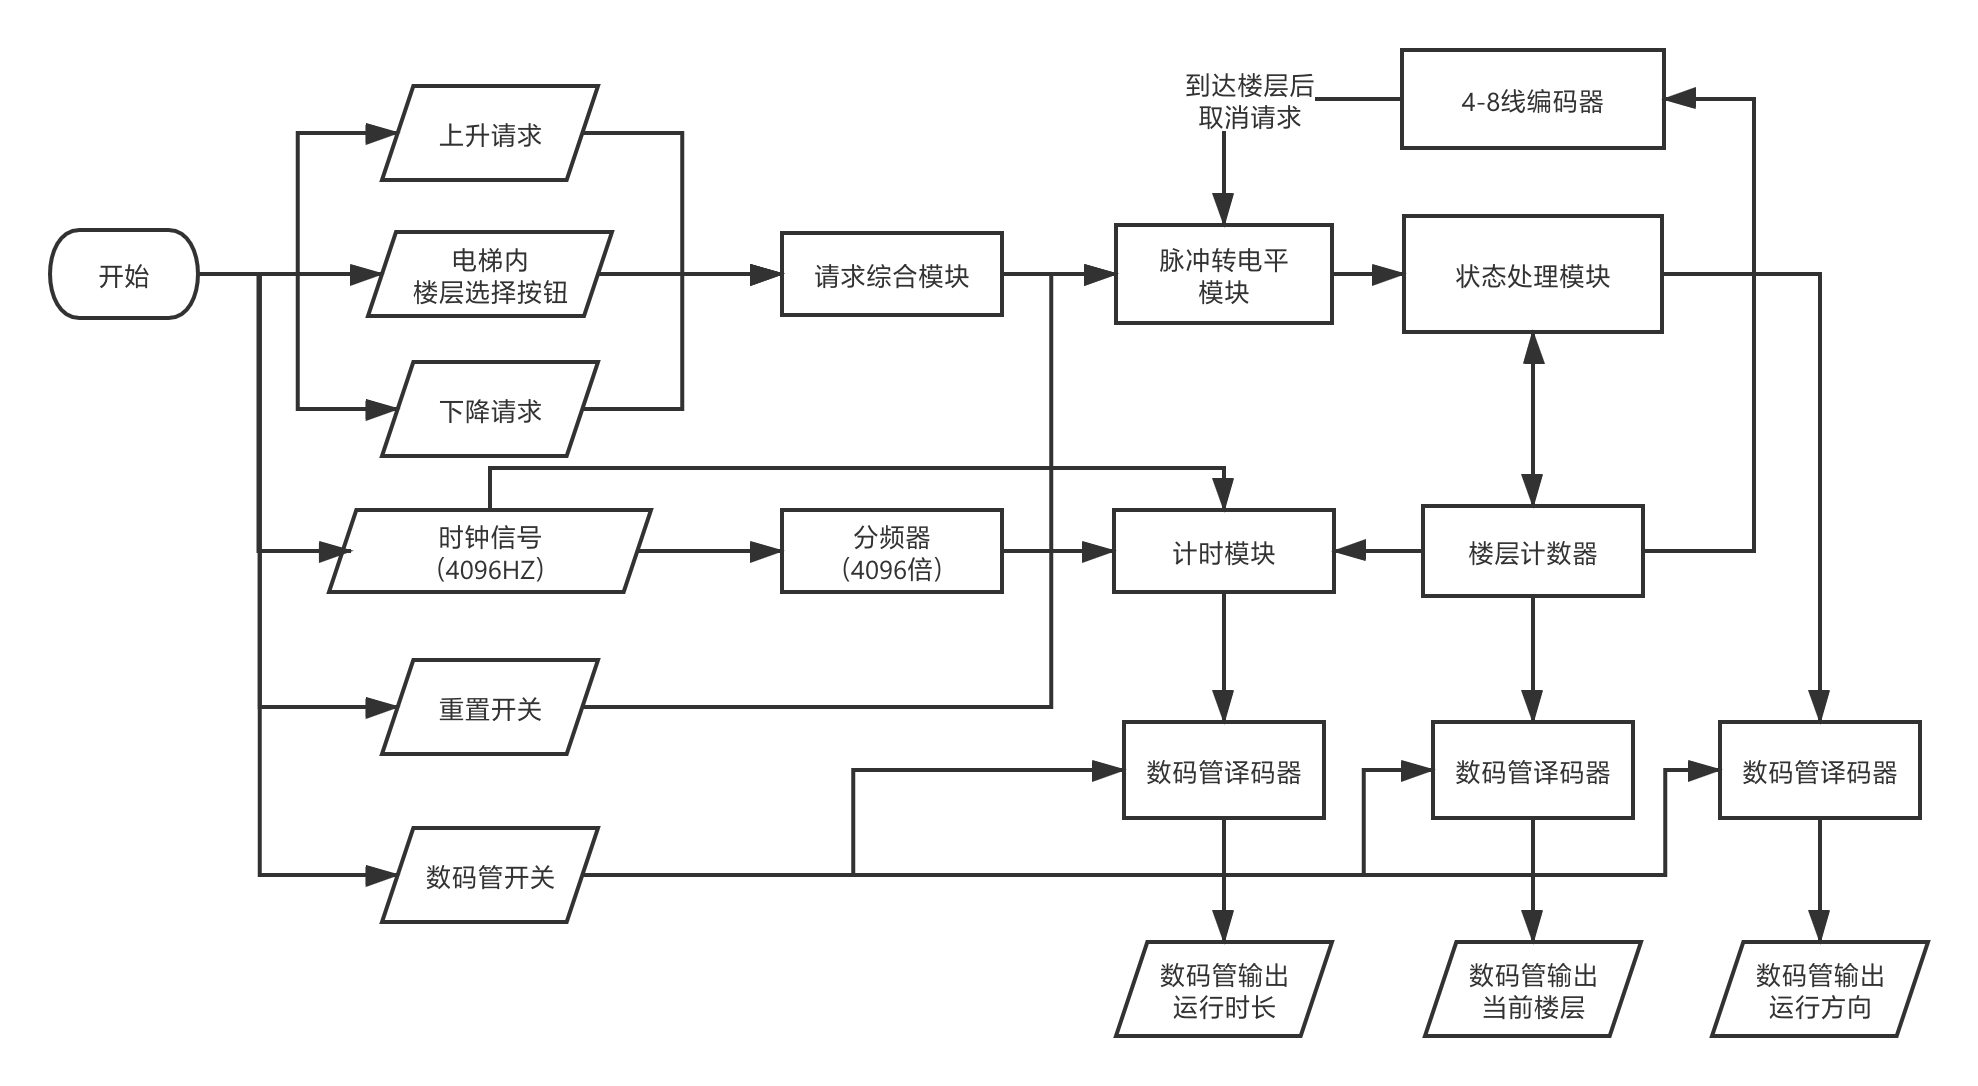 到达楼层后
取消请求
4-8线编码器
上升请求
开始
电梯内
楼层选择按钮
请求综合模块
脉冲转电平
模块
状态处理模块
下降请求
时钟信号
(4096HZ)
分频器
(4096倍)
计时模块
楼层计数器
重置开关
数码管译码器
数码管译码器
数码管译码器
数码管开关
数码管输出
运行时长
数码管输出
当前楼层
数码管输出
运行方向